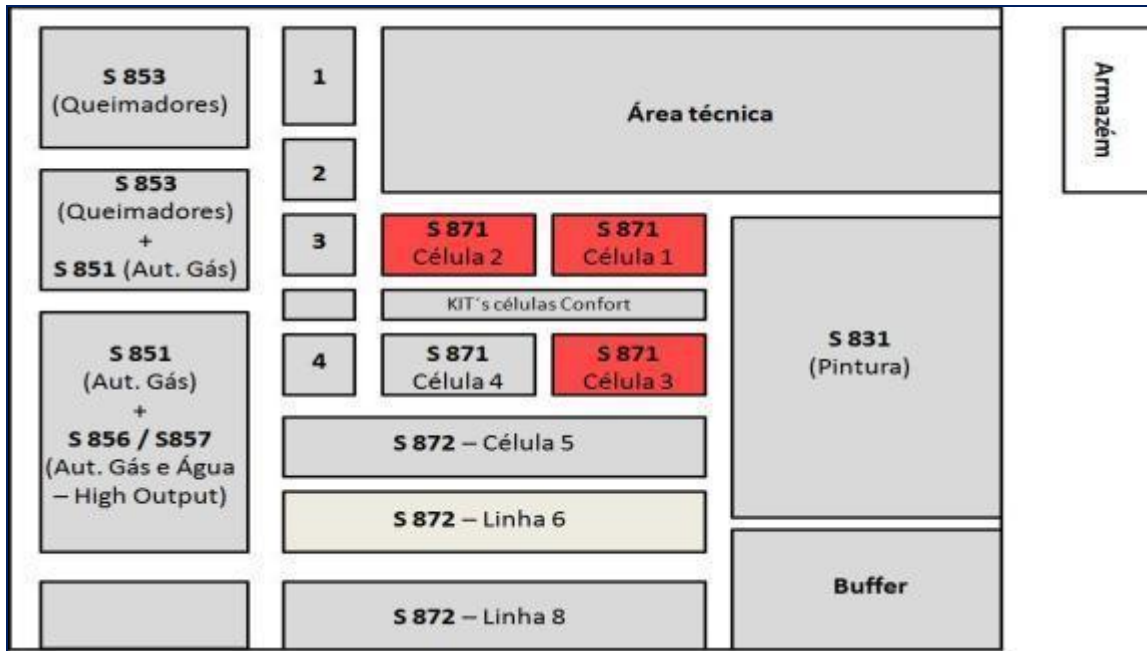 S 853
(Queimadores)
S 853
(Queimadores)
+
S 851 (Aut. Gás)
S 851
(Aut. Gás)
+
S 856 / S857
(Aut. Gás e Água
– High Output)
1
2
3
4
Área técnica
S 871
Célula 2
S 871
Célula 1
KIT´s células Confort
S 871
Célula 4
S 871
Célula 3
S 872 – Célula 5
S 872 – Linha 6
S 872 – Linha 8
S 831
(Pintura)
Buffer
Armazém